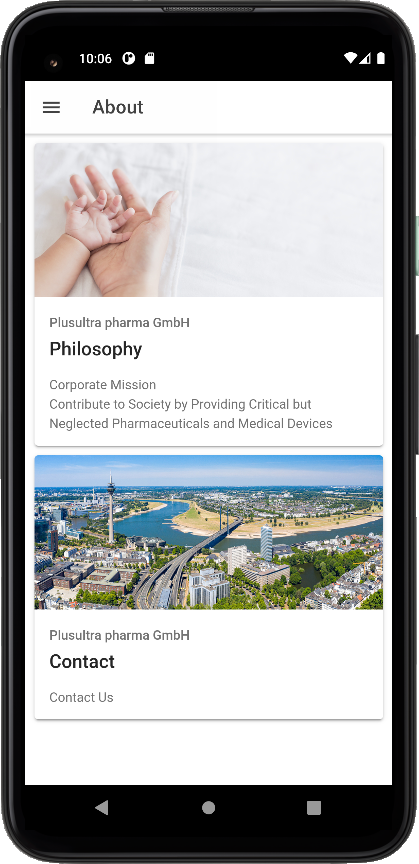 10:06
About
Plusultra pharma GmbH
Philosophy
Corporate Mission
Contribute to Society by Providing Critical but
Neglected Pharmaceuticals and Medical Devices
Plusultra pharma GmbH
Contact
Contact Us